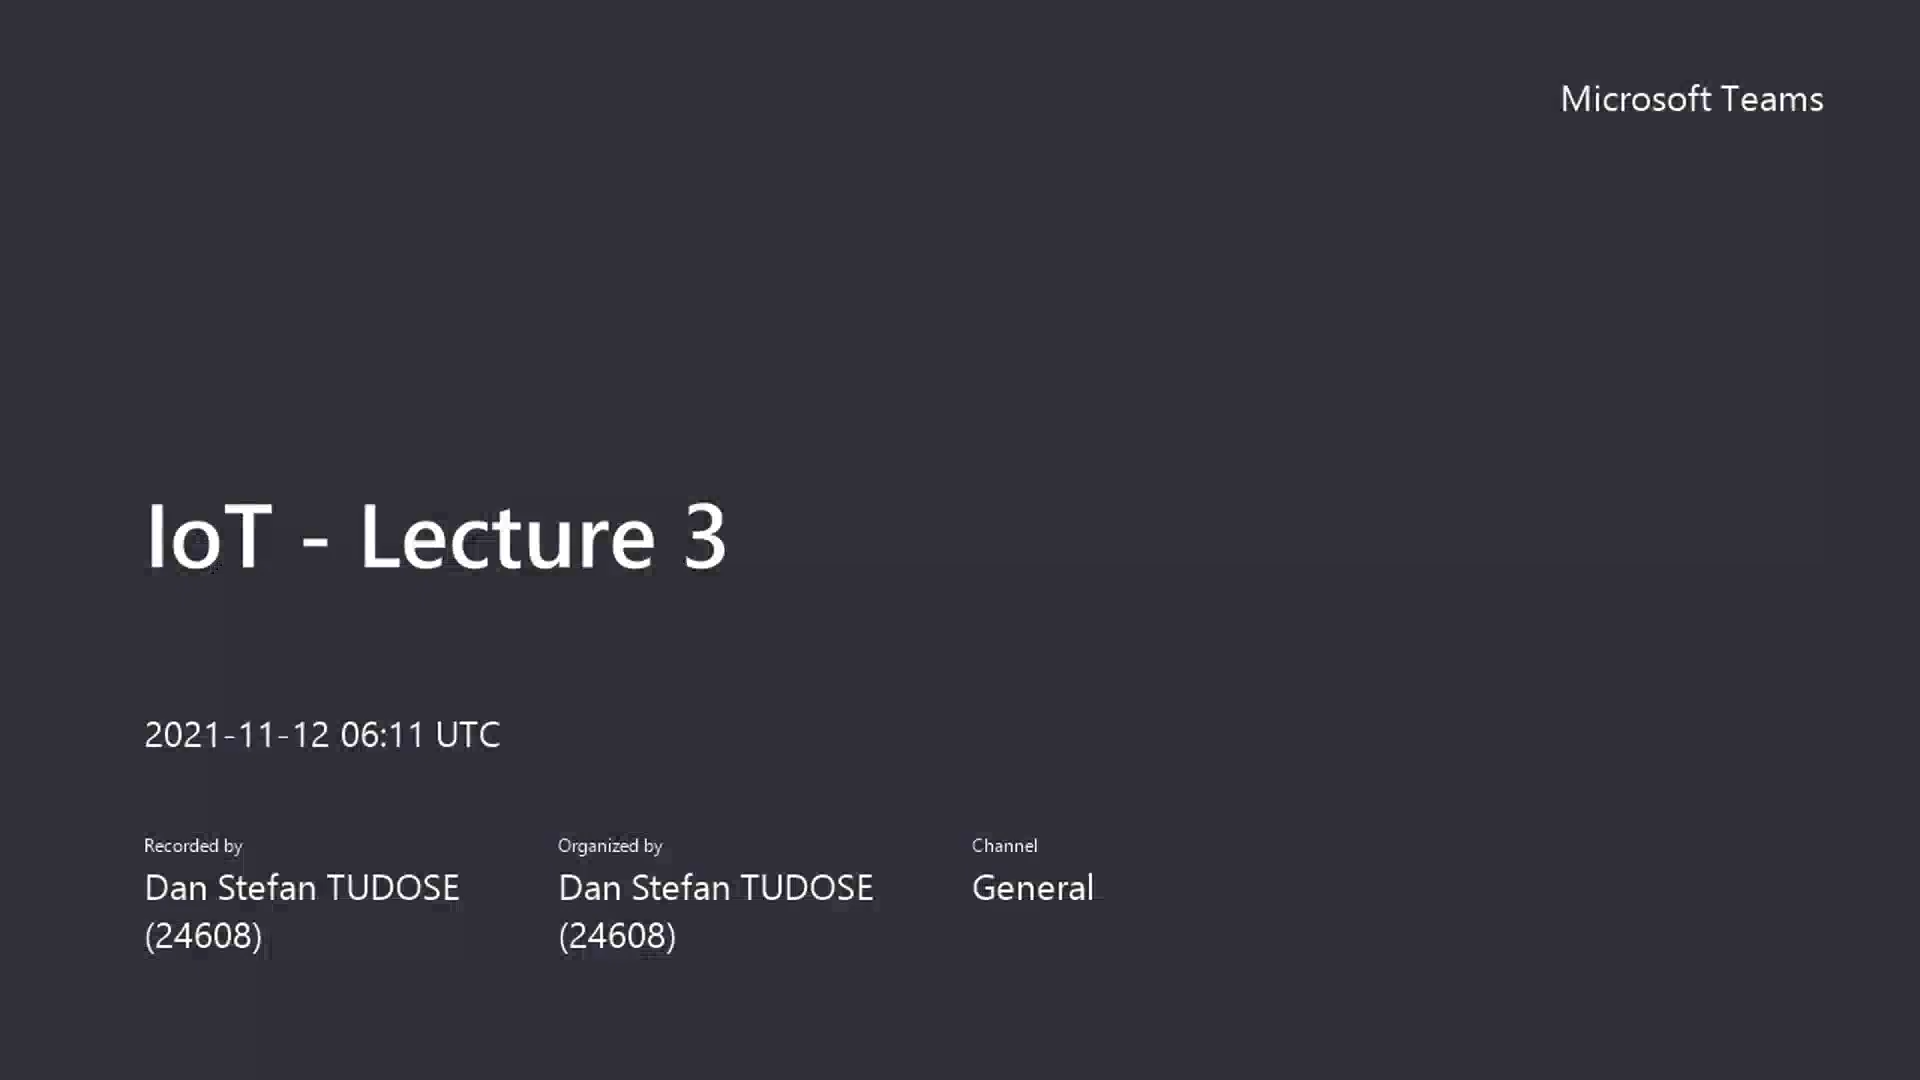 Microsoft Teams
IoT - Lecture 3
2021-11-12 06:11 UTC
Recorded by
Dan Stefan TUDOSE
(24608)
Organized by
Dan Stefan TUDOSE
(24608)
Channel
General